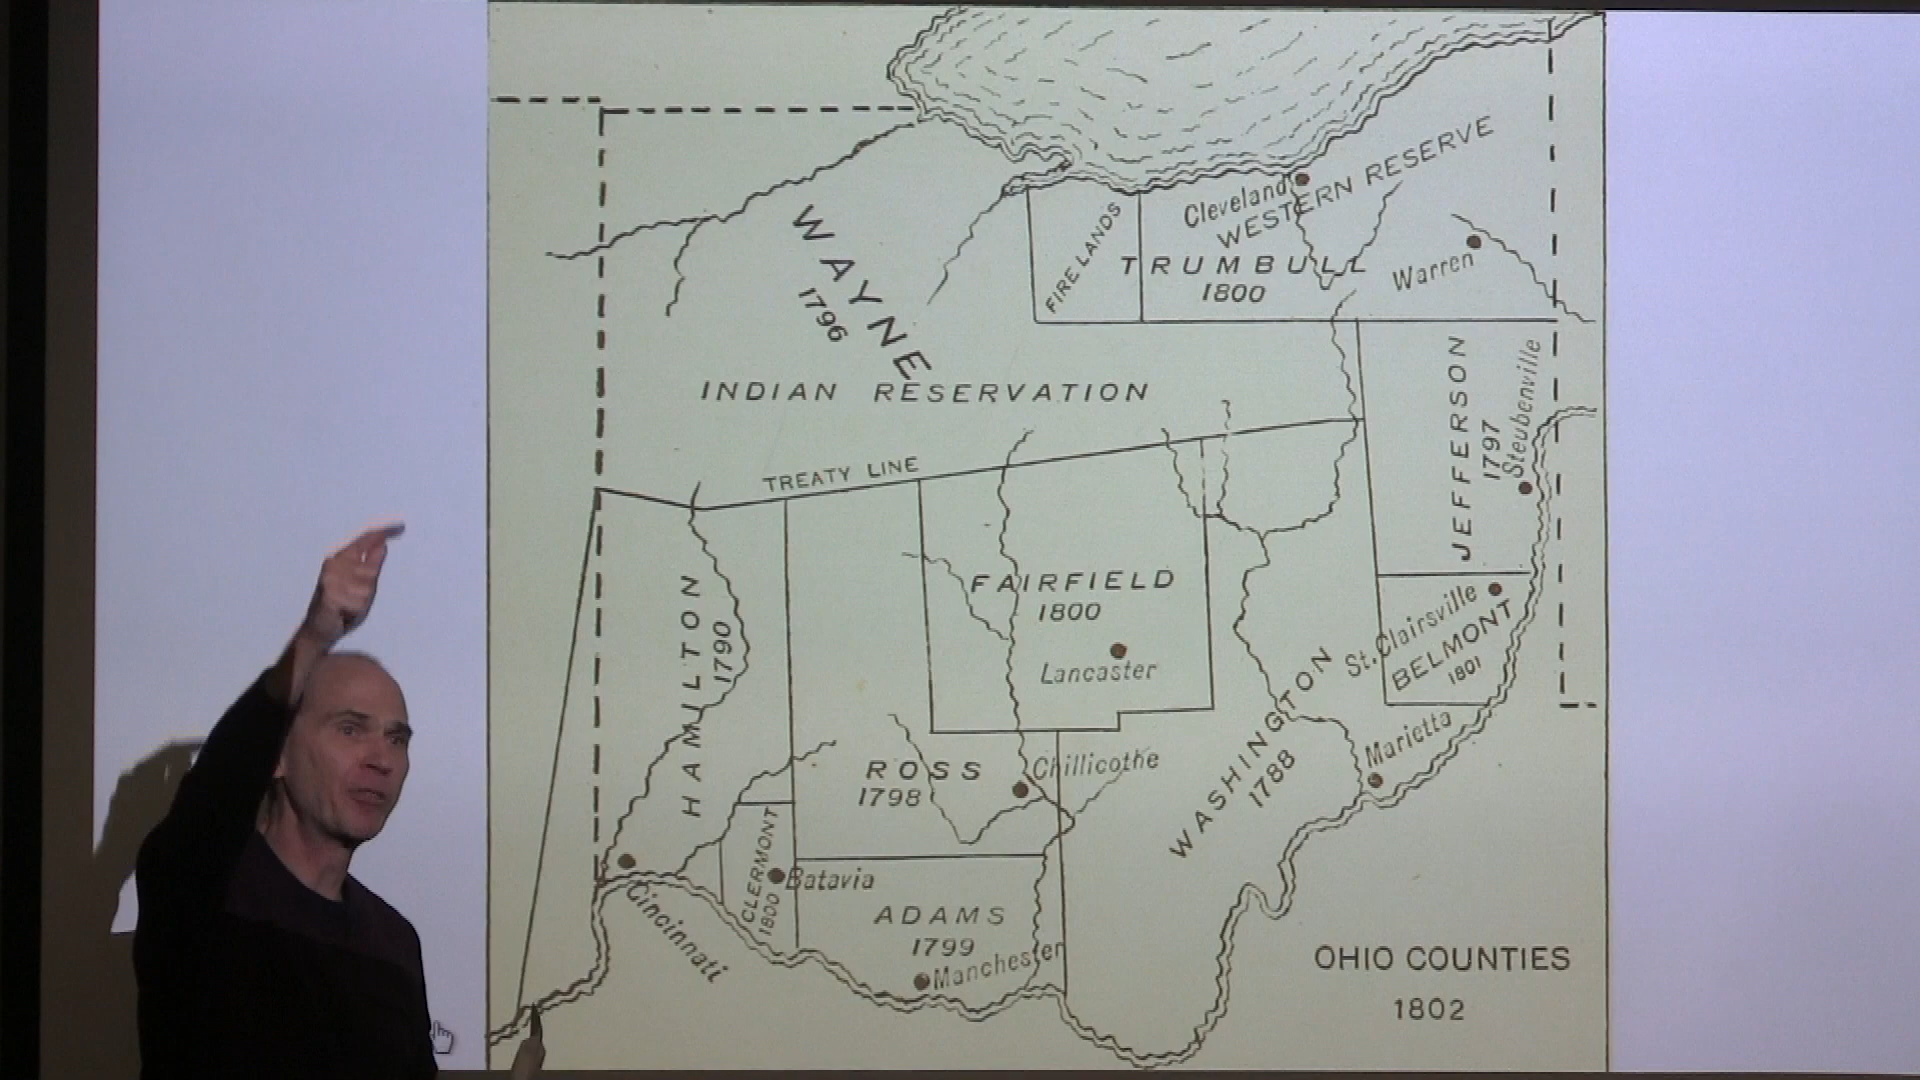 WESTERN RESERVE
Cleveland
FIRE LANDS
TRUMBULL
1800
Warren
WAYNE
1796
INDIAN RESERVATION
TREATY LINE
JEFFERSON
1797
Steubenville
HAMILTON
1790
FAIRFIELD
1800
Lancaster
St. Clairsville
BELMONT
1801
WASHINGTON
1788
Marietta
ROSS
1798
Chillicothe
CLERMONT
1800
Batavia
Cincinnati
ADAMS
1799
Manchester
OHIO COUNTIES
1802